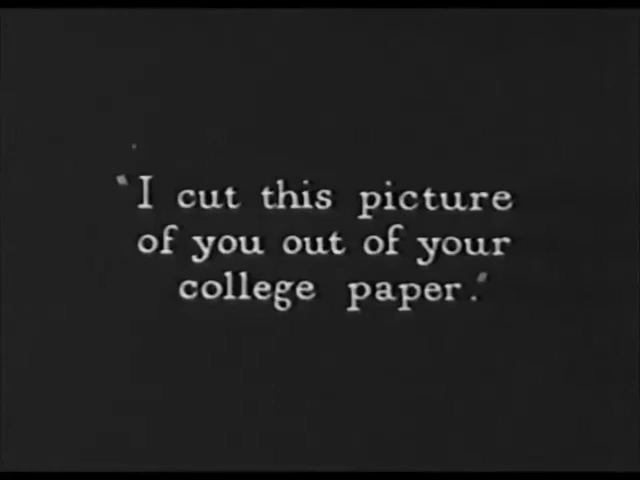 "I cut this picture
of you out of your
college paper."